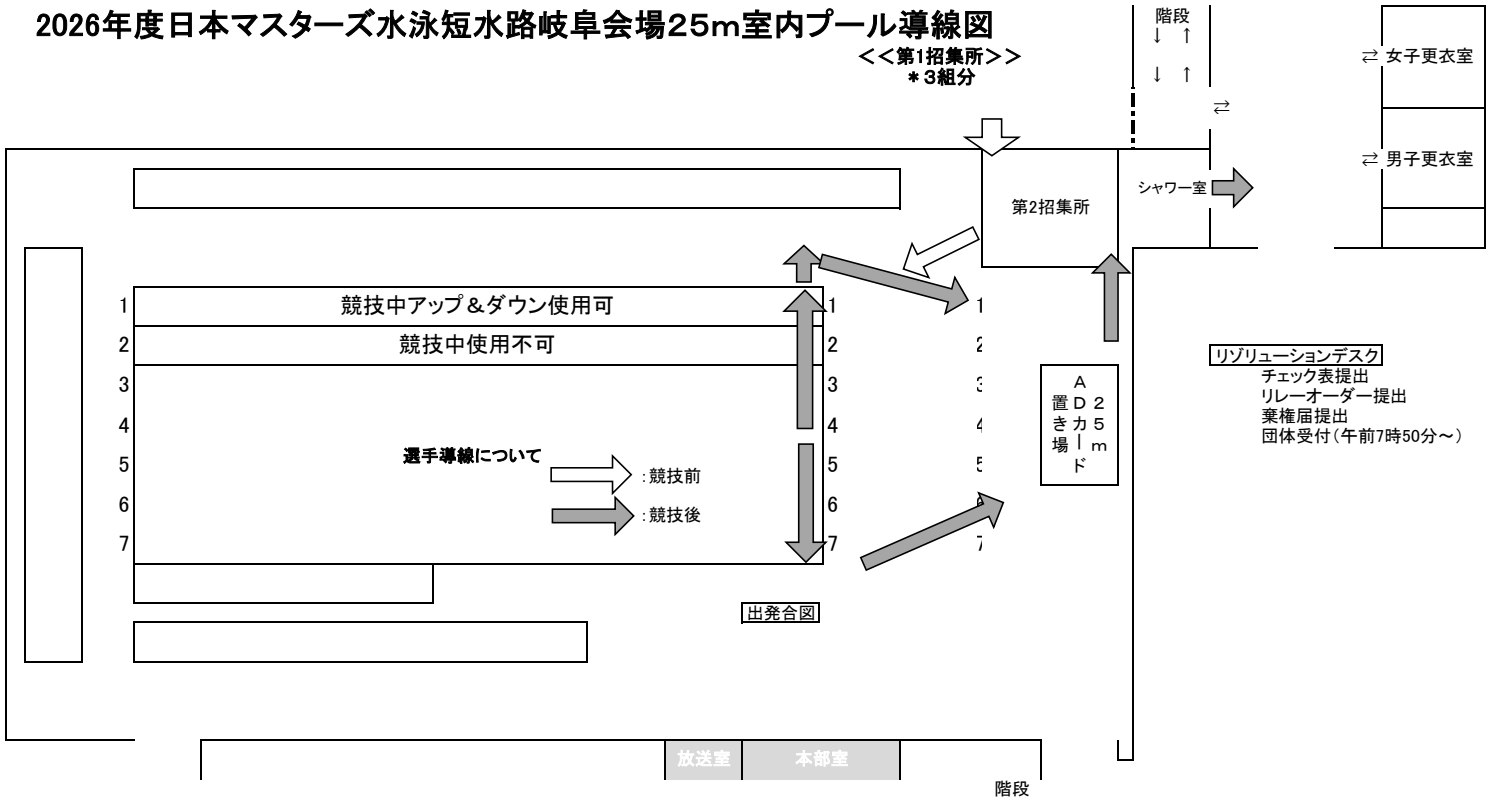 2026年度日本マスターズ水泳短水路岐阜会場25m室内プール導線図
<<第1招集所>>
*3組分
階段
↓ ↑
↓ ↑
⇄
⇄ 女子更衣室
⇄ 男子更衣室
シャワー室
第2招集所
1 競技中アップ&ダウン使用可 1 1
2 競技中使用不可 2 2
3 3 3
4 4 4
5 5 5
6 6 6
7 7 7
選手導線について
:競技前
:競技後
25m
ADカード
置き場
リゾリューションデスク
チェック表提出
リレーオーダー提出
棄権届提出
団体受付(午前7時50分~)
出発合図
放送室 本部室
階段